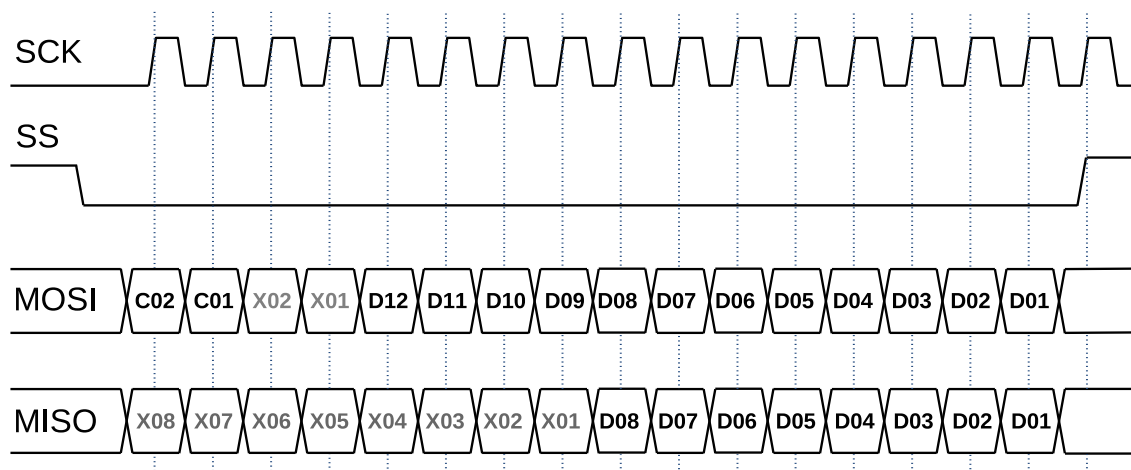 SCK
SS
MOSI C02 C01 X02 X01 D12 D11 D10 D09 D08 D07 D06 D05 D04 D03 D02 D01
MISO X08 X07 X06 X05 X04 X03 X02 X01 D08 D07 D06 D05 D04 D03 D02 D01